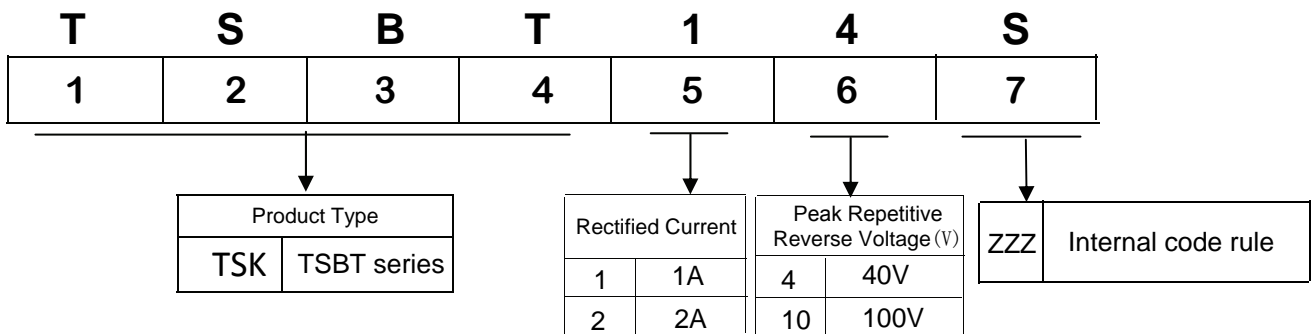 T S B T 1 4 S
1 2 3 4 5 6 7
Product Type
TSK TSBT series
Rectified Current
1 1A
2 2A
Peak Repetitive
Reverse Voltage(V)
4 40V
10 100V
ZZZ Internal code rule